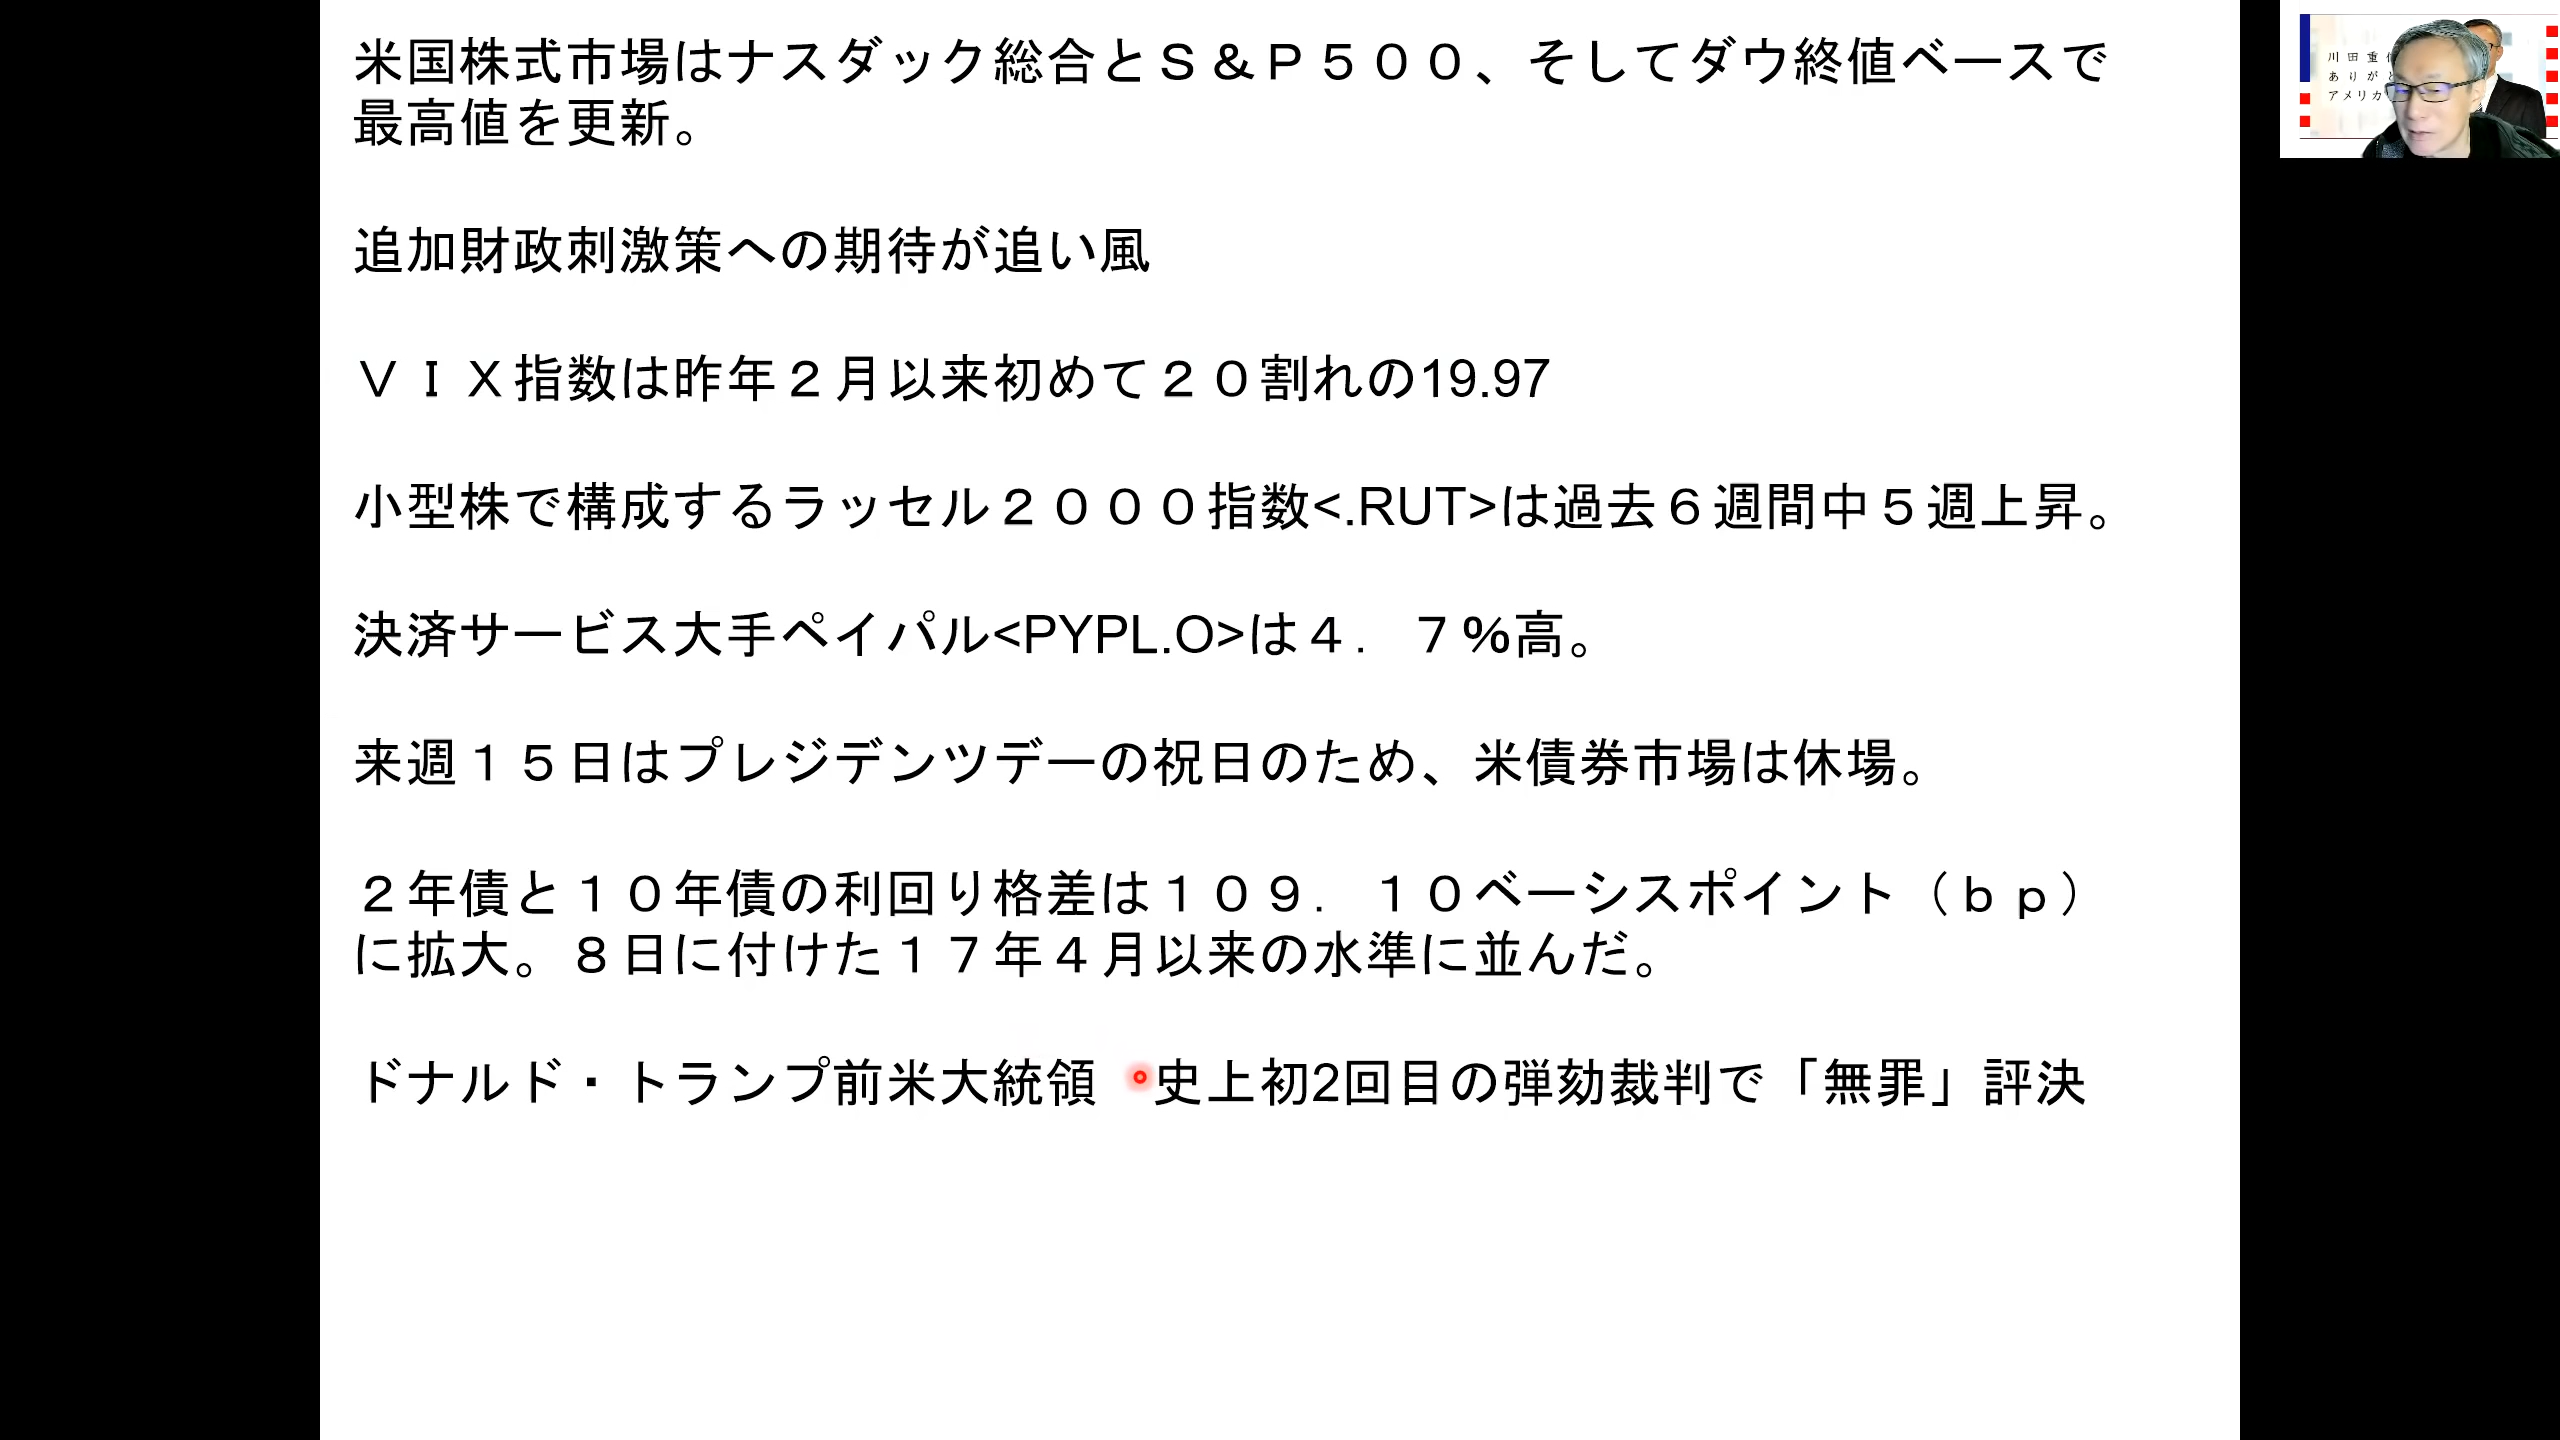 米国株式市場はナスダック総合とＳ＆Ｐ５００、そしてダウ終値ベースで
最高値を更新。
追加財政刺激策への期待が追い風
ＶＩＸ指数は昨年２月以来初めて２０割れの19.97
小型株で構成するラッセル２０００指数<.RUT>は過去６週間中５週上昇。
決済サービス大手ペイパル<PYPL.O>は４．７％高。
来週１５日はプレジデンツデーの祝日のため、米債券市場は休場。
２年債と１０年債の利回り格差は１０９．１０ベーシスポイント（ｂｐ）
に拡大。８日に付けた１７年４月以来の水準に並んだ。
ドナルド・トランプ前米大統領　史上初2回目の弾劾裁判で「無罪」評決
川田重
ありが
アメリカ